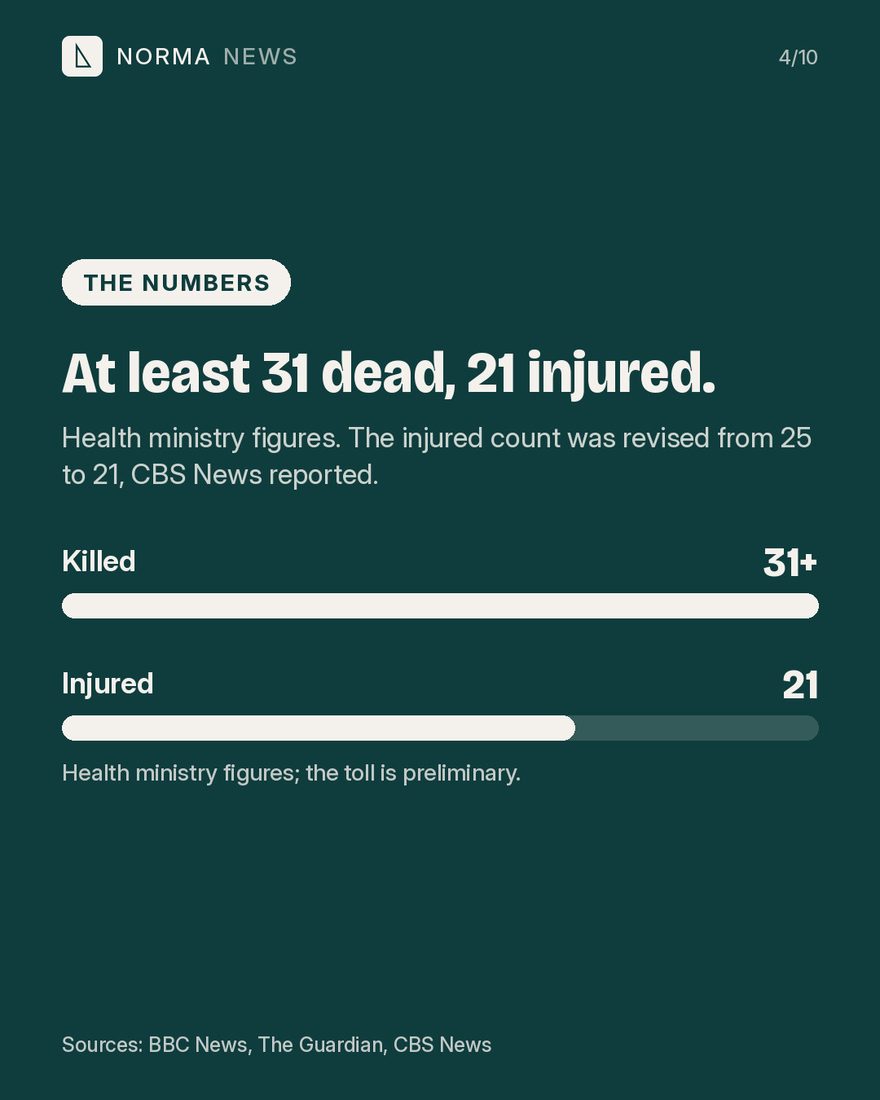 NORMA NEWS
4/10
THE NUMBERS
At least 31 dead, 21 injured.
Health ministry figures. The injured count was revised from 25
to 21, CBS News reported.
Killed
31+
Injured
21
Health ministry figures; the toll is preliminary.
Sources: BBC News, The Guardian, CBS News